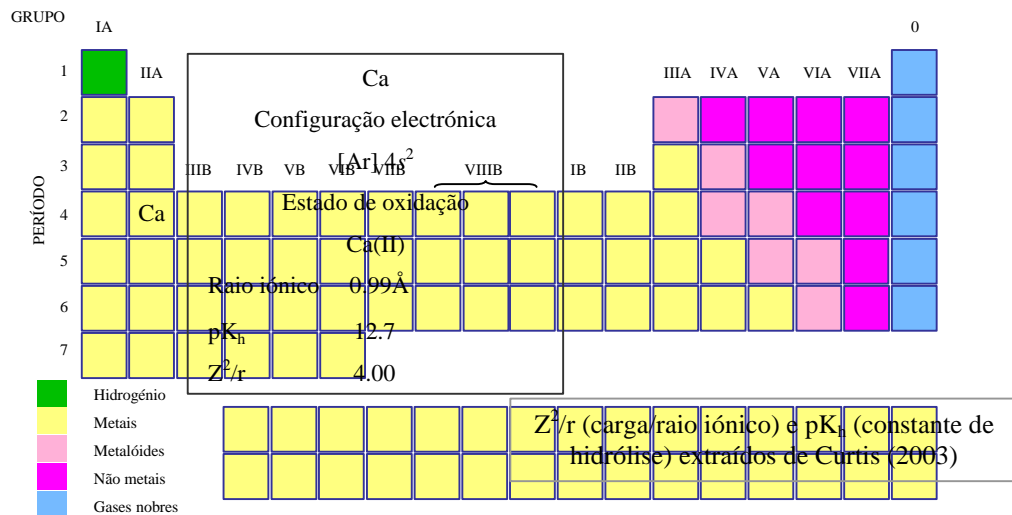 GRUPO
IA
0
1
IIA
IIIA IVA VA VIA VIIA
2
3
IIIB IVB VB VIB VIIB VIIIB IB IIB
PERÍODO
4
Ca
5
6
7
Ca
Configuração electrónica
[Ar] 4s²
Estado de oxidação
Ca(II)
Raio iónico 0.99Å
pKₕ 12.7
Z²/r 4.00
Hidrogénio
Metais
Metalóides
Não metais
Gases nobres
Z²/r (carga/raio iónico) e pKₕ (constante de
hidrólise) extraídos de Curtis (2003)